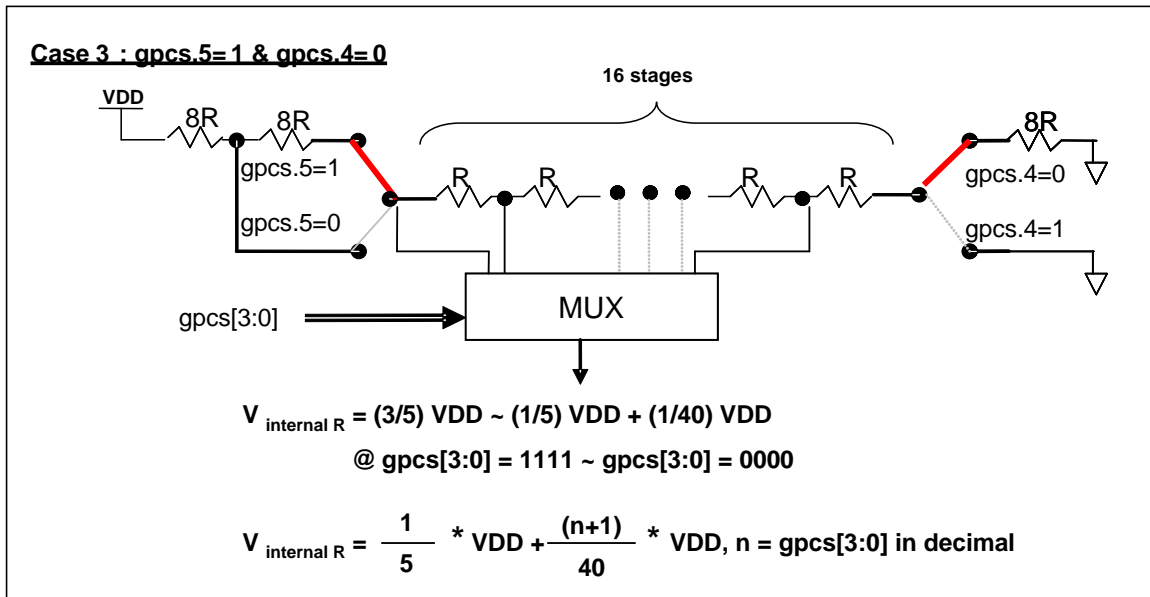 Case 3 : gpcs.5= 1 & gpcs.4= 0
16 stages
VDD
8R
8R
8R
gpcs.5=1
gpcs.4=0
R
R
R
R
gpcs.5=0
gpcs.4=1
MUX
gpcs[3:0]
V internal R = (3/5) VDD ~ (1/5) VDD + (1/40) VDD
@ gpcs[3:0] = 1111 ~ gpcs[3:0] = 0000
V internal R = 1/5 * VDD + (n+1)/40 * VDD, n = gpcs[3:0] in decimal